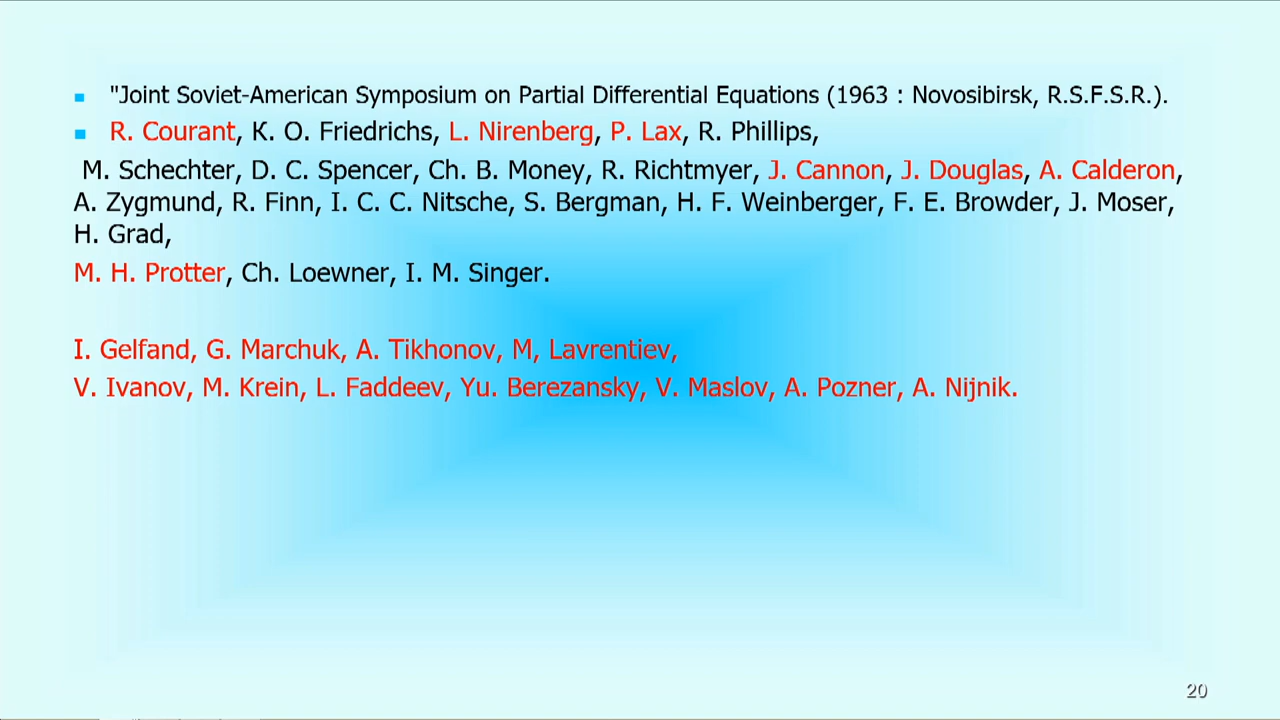 "Joint Soviet-American Symposium on Partial Differential Equations (1963 : Novosibirsk, R.S.F.S.R.).
R. Courant, K. O. Friedrichs, L. Nirenberg, P. Lax, R. Phillips,
M. Schechter, D. C. Spencer, Ch. B. Money, R. Richtmyer, J. Cannon, J. Douglas, A. Calderon,
A. Zygmund, R. Finn, I. C. C. Nitsche, S. Bergman, H. F. Weinberger, F. E. Browder, J. Moser,
H. Grad,
M. H. Protter, Ch. Loewner, I. M. Singer.
I. Gelfand, G. Marchuk, A. Tikhonov, M, Lavrentiev,
V. Ivanov, M. Krein, L. Faddeev, Yu. Berezansky, V. Maslov, A. Pozner, A. Nijnik.
20